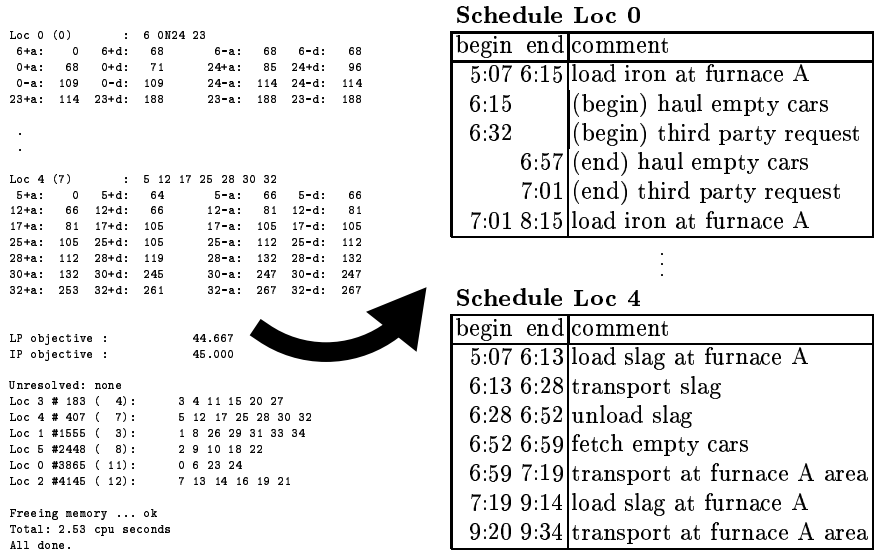 Loc 0 (0)       :  6 0N24 23
6+a:    0  6+d:   68      6-a:   68  6-d:   68
0+a:   68  0+d:   71     24+a:   85 24+d:   96
0-a:  109  0-d:  109     24-a:  114 24-d:  114
23+a:  114 23+d:  188     23-a:  188 23-d:  188
.
.
Loc 4 (7)       :  5 12 17 25 28 30 32
5+a:    0  5+d:   64      5-a:   66  5-d:   66
12+a:   66 12+d:   66     12-a:   81 12-d:   81
17+a:   81 17+d:  105     17-a:  105 17-d:  105
25+a:  105 25+d:  105     25-a:  112 25-d:  112
28+a:  112 28+d:  119     28-a:  132 28-d:  132
30+a:  132 30+d:  245     30-a:  247 30-d:  247
32+a:  253 32+d:  261     32-a:  267 32-d:  267
LP objective :            44.667
IP objective :            45.000
Unresolved: none
Loc 3 # 183 (  4):      3 4 11 15 20 27
Loc 4 # 407 (  7):      5 12 17 25 28 30 32
Loc 1 #1555 (  3):      1 8 26 29 31 33 34
Loc 5 #2448 (  8):      2 9 10 18 22
Loc 0 #3865 ( 11):      0 6 23 24
Loc 2 #4145 ( 12):      7 13 14 16 19 21
Freeing memory ... ok
Total: 2.53 cpu seconds
All done.
Schedule Loc 0
begin end comment
5:07 6:15 load iron at furnace A
6:15 (begin) haul empty cars
6:32 (begin) third party request
6:57 (end) haul empty cars
7:01 (end) third party request
7:01 8:15 load iron at furnace A
⋮
Schedule Loc 4
begin end comment
5:07 6:13 load slag at furnace A
6:13 6:28 transport slag
6:28 6:52 unload slag
6:52 6:59 fetch empty cars
6:59 7:19 transport at furnace A area
7:19 9:14 load slag at furnace A
9:20 9:34 transport at furnace A area